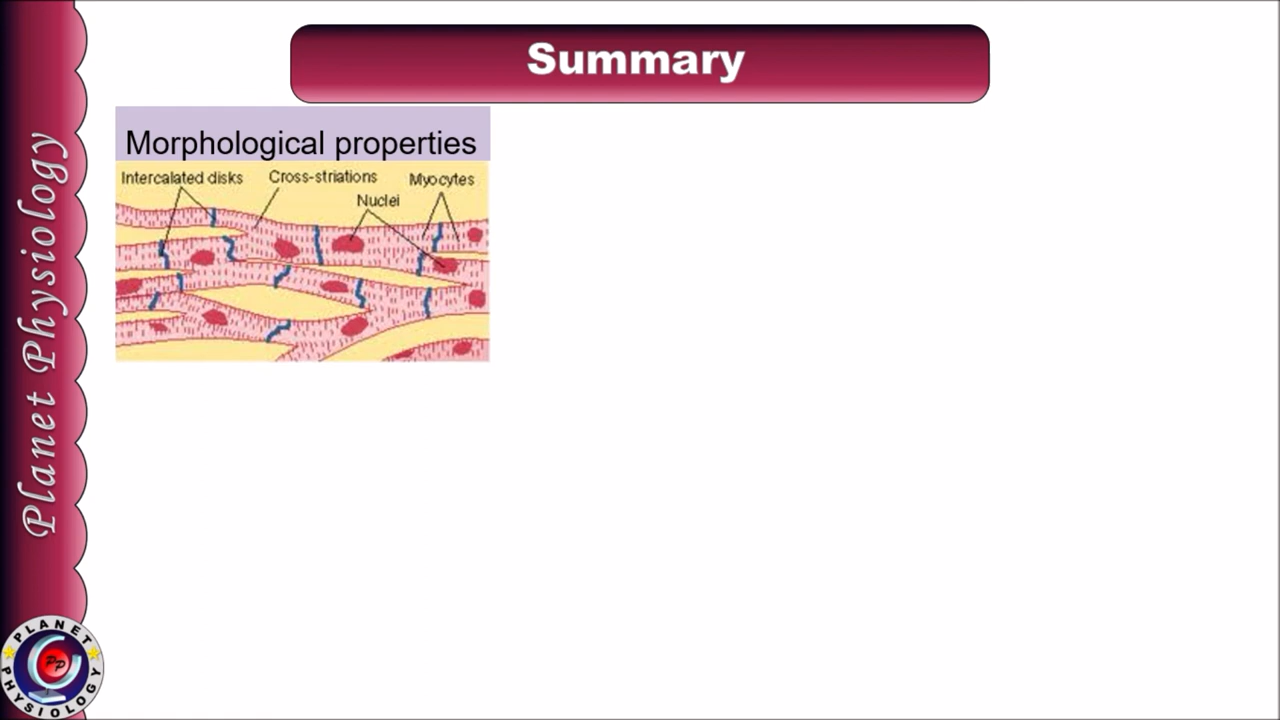 Summary
Morphological properties
Intercalated disks Cross-striations Myocytes
Nuclei
Planet Physiology
PLANET
PP
PHYSIOLOGY